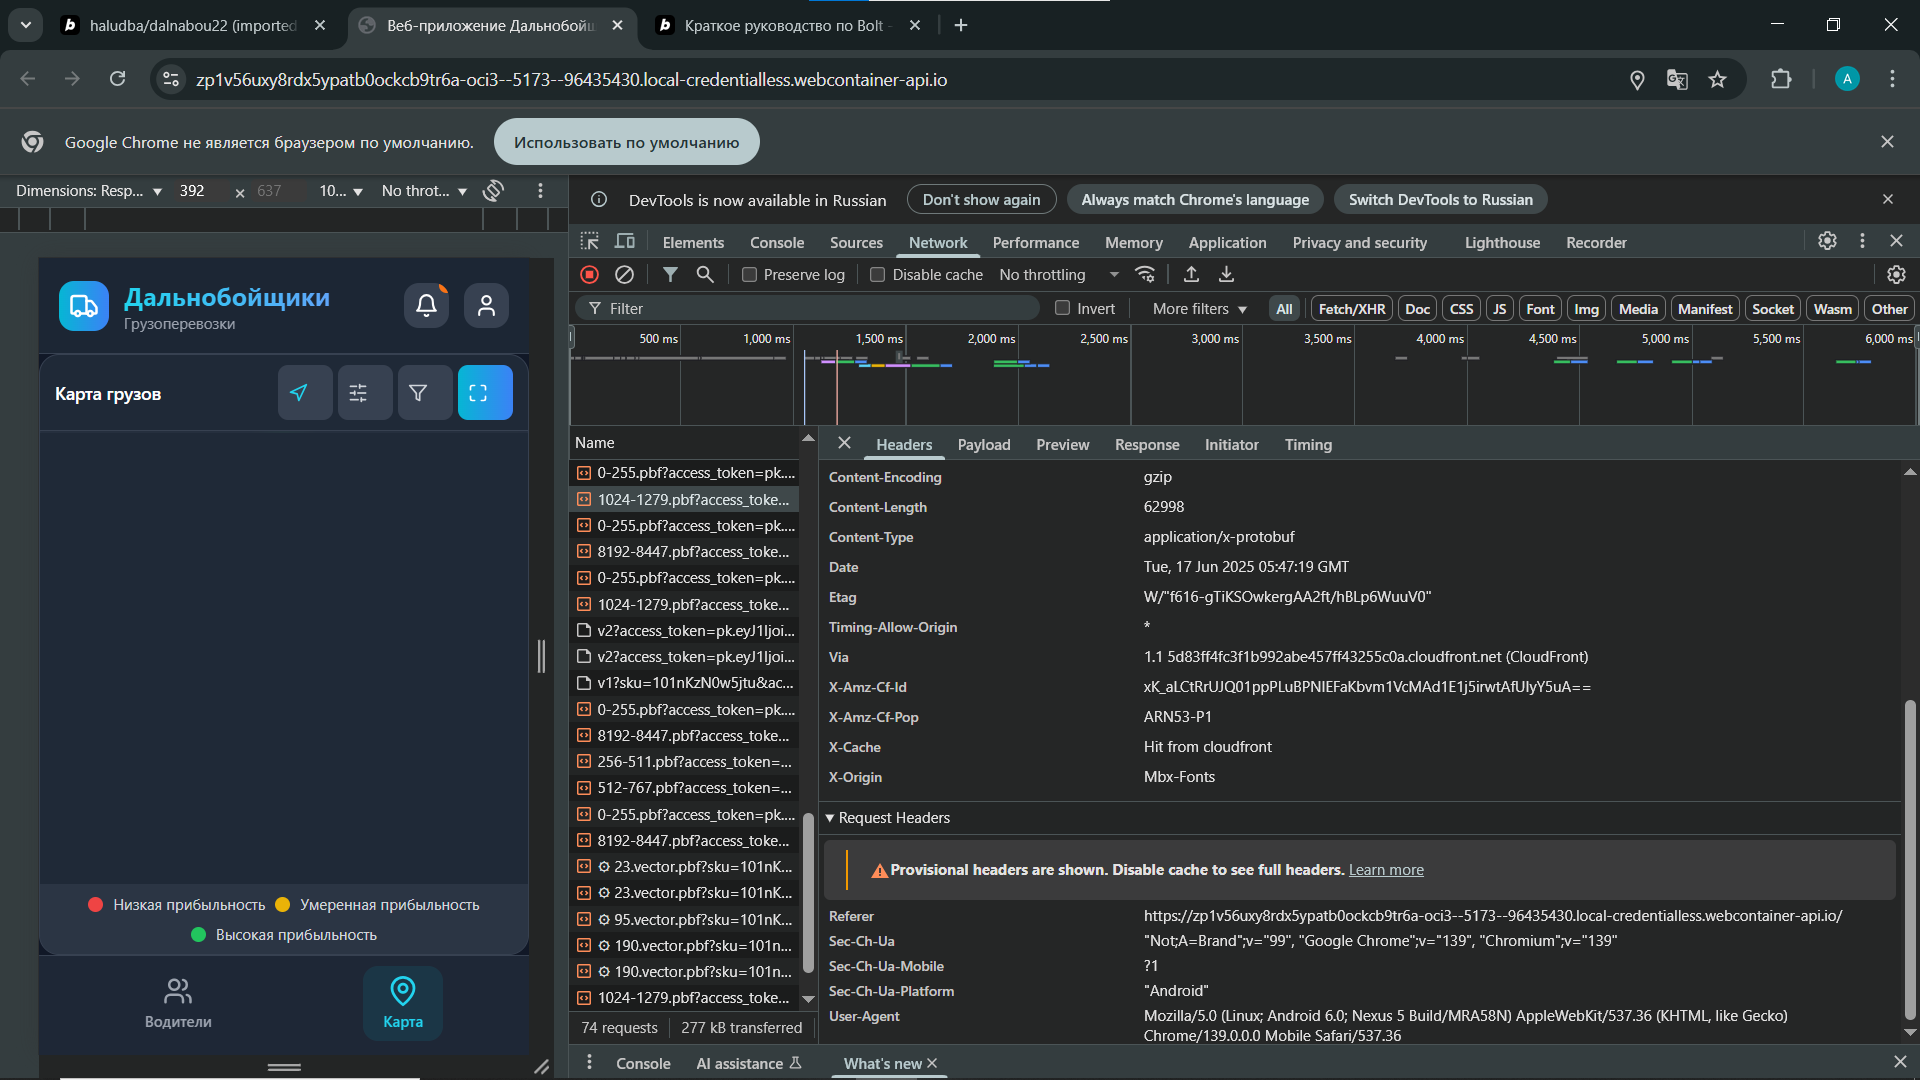 haludba/dalnabou22 (imported
Веб-приложение Дальнобойщ
Краткое руководство по Bolt -
zp1v56uxy8rdx5ypatb0ockcb9tr6a-oci3--5173--96435430.local-credentialless.webcontainer-api.io
A
Google Chrome не является браузером по умолчанию.
Использовать по умолчанию
Dimensions: Resp...
392
×
637
10...
No throt...
DevTools is now available in Russian
Don't show again
Always match Chrome's language
Switch DevTools to Russian
Elements
Console
Sources
Network
Performance
Memory
Application
Privacy and security
Lighthouse
Recorder
Preserve log
Disable cache
No throttling
Filter
Invert
More filters
All
Fetch/XHR
Doc
CSS
JS
Font
Img
Media
Manifest
Socket
Wasm
Other
500 ms
1,000 ms
1,500 ms
2,000 ms
2,500 ms
3,000 ms
3,500 ms
4,000 ms
4,500 ms
5,000 ms
5,500 ms
6,000 ms
Дальнобойщики
Грузоперевозки
Карта грузов
Низкая прибыльность
Умеренная прибыльность
Высокая прибыльность
Водители
Карта
Name
0-255.pbf?access_token=pk....
1024-1279.pbf?access_toke...
0-255.pbf?access_token=pk....
8192-8447.pbf?access_toke...
0-255.pbf?access_token=pk....
1024-1279.pbf?access_toke...
v2?access_token=pk.eyJ1Ijoi...
v2?access_token=pk.eyJ1Ijoi...
v1?sku=101nKzN0w5jtu&ac...
0-255.pbf?access_token=pk....
8192-8447.pbf?access_toke...
256-511.pbf?access_token=...
512-767.pbf?access_token=...
0-255.pbf?access_token=pk....
8192-8447.pbf?access_toke...
23.vector.pbf?sku=101nK...
23.vector.pbf?sku=101nK...
95.vector.pbf?sku=101nK...
190.vector.pbf?sku=101n...
190.vector.pbf?sku=101n...
1024-1279.pbf?access_toke...
74 requests
277 kB transferred
Headers
Payload
Preview
Response
Initiator
Timing
Content-Encoding
gzip
Content-Length
62998
Content-Type
application/x-protobuf
Date
Tue, 17 Jun 2025 05:47:19 GMT
Etag
W/"f616-gTiKSOwkergAA2ft/hBLp6WuuV0"
Timing-Allow-Origin
*
Via
1.1 5d83ff4fc3f1b992abe457ff43255c0a.cloudfront.net (CloudFront)
X-Amz-Cf-Id
xK_aLCtRrUJQ01ppPLuBPNIEFaKbvm1VcMAd1E1j5irwtAfUIyY5uA==
X-Amz-Cf-Pop
ARN53-P1
X-Cache
Hit from cloudfront
X-Origin
Mbx-Fonts
Request Headers
Provisional headers are shown. Disable cache to see full headers. Learn more
Referer
https://zp1v56uxy8rdx5ypatb0ockcb9tr6a-oci3--5173--96435430.local-credentialless.webcontainer-api.io/
Sec-Ch-Ua
"Not;A=Brand";v="99", "Google Chrome";v="139", "Chromium";v="139"
Sec-Ch-Ua-Mobile
?1
Sec-Ch-Ua-Platform
"Android"
User-Agent
Mozilla/5.0 (Linux; Android 6.0; Nexus 5 Build/MRA58N) AppleWebKit/537.36 (KHTML, like Gecko)
Chrome/139.0.0.0 Mobile Safari/537.36
Console
AI assistance
What's new